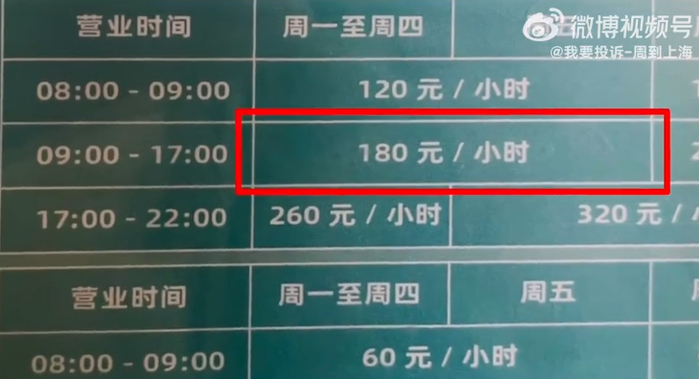 微博视频号
@我要投诉-周到上海
营业时间 周一至周四
08:00 - 09:00 120 元 / 小时
09:00 - 17:00 180 元 / 小时
17:00 - 22:00 260 元 / 小时 320 元 /
营业时间 周一至周四 周五
08:00 - 09:00 60 元 / 小时